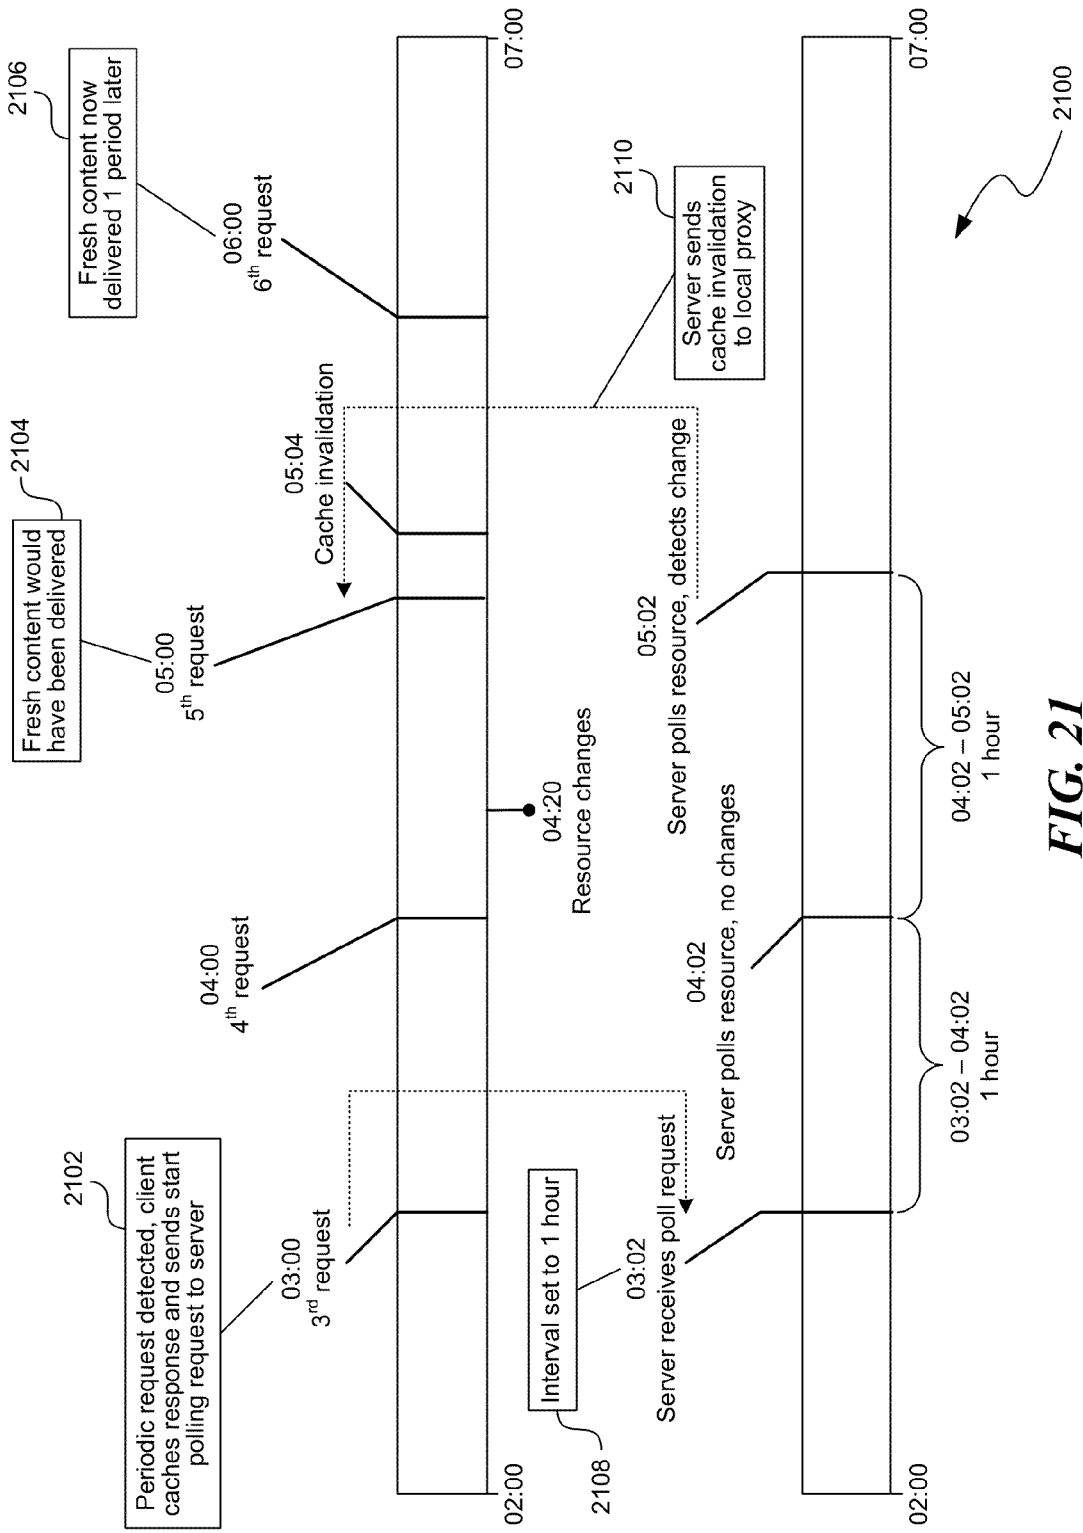 2102
Periodic request detected, client
caches response and sends start
polling request to server
2104
Fresh content would
have been delivered
2106
Fresh content now
delivered 1 period later
03:00
3rd request
04:00
4th request
05:00
5th request
05:04
Cache invalidation
06:00
6th request
02:00
07:00
04:20
Resource changes
2108
Interval set to 1 hour
2110
Server sends
cache invalidation
to local proxy
03:02
Server receives poll request
04:02
Server polls resource, no changes
05:02
Server polls resource, detects change
02:00
07:00
03:02 – 04:02
1 hour
04:02 – 05:02
1 hour
2100
FIG. 21